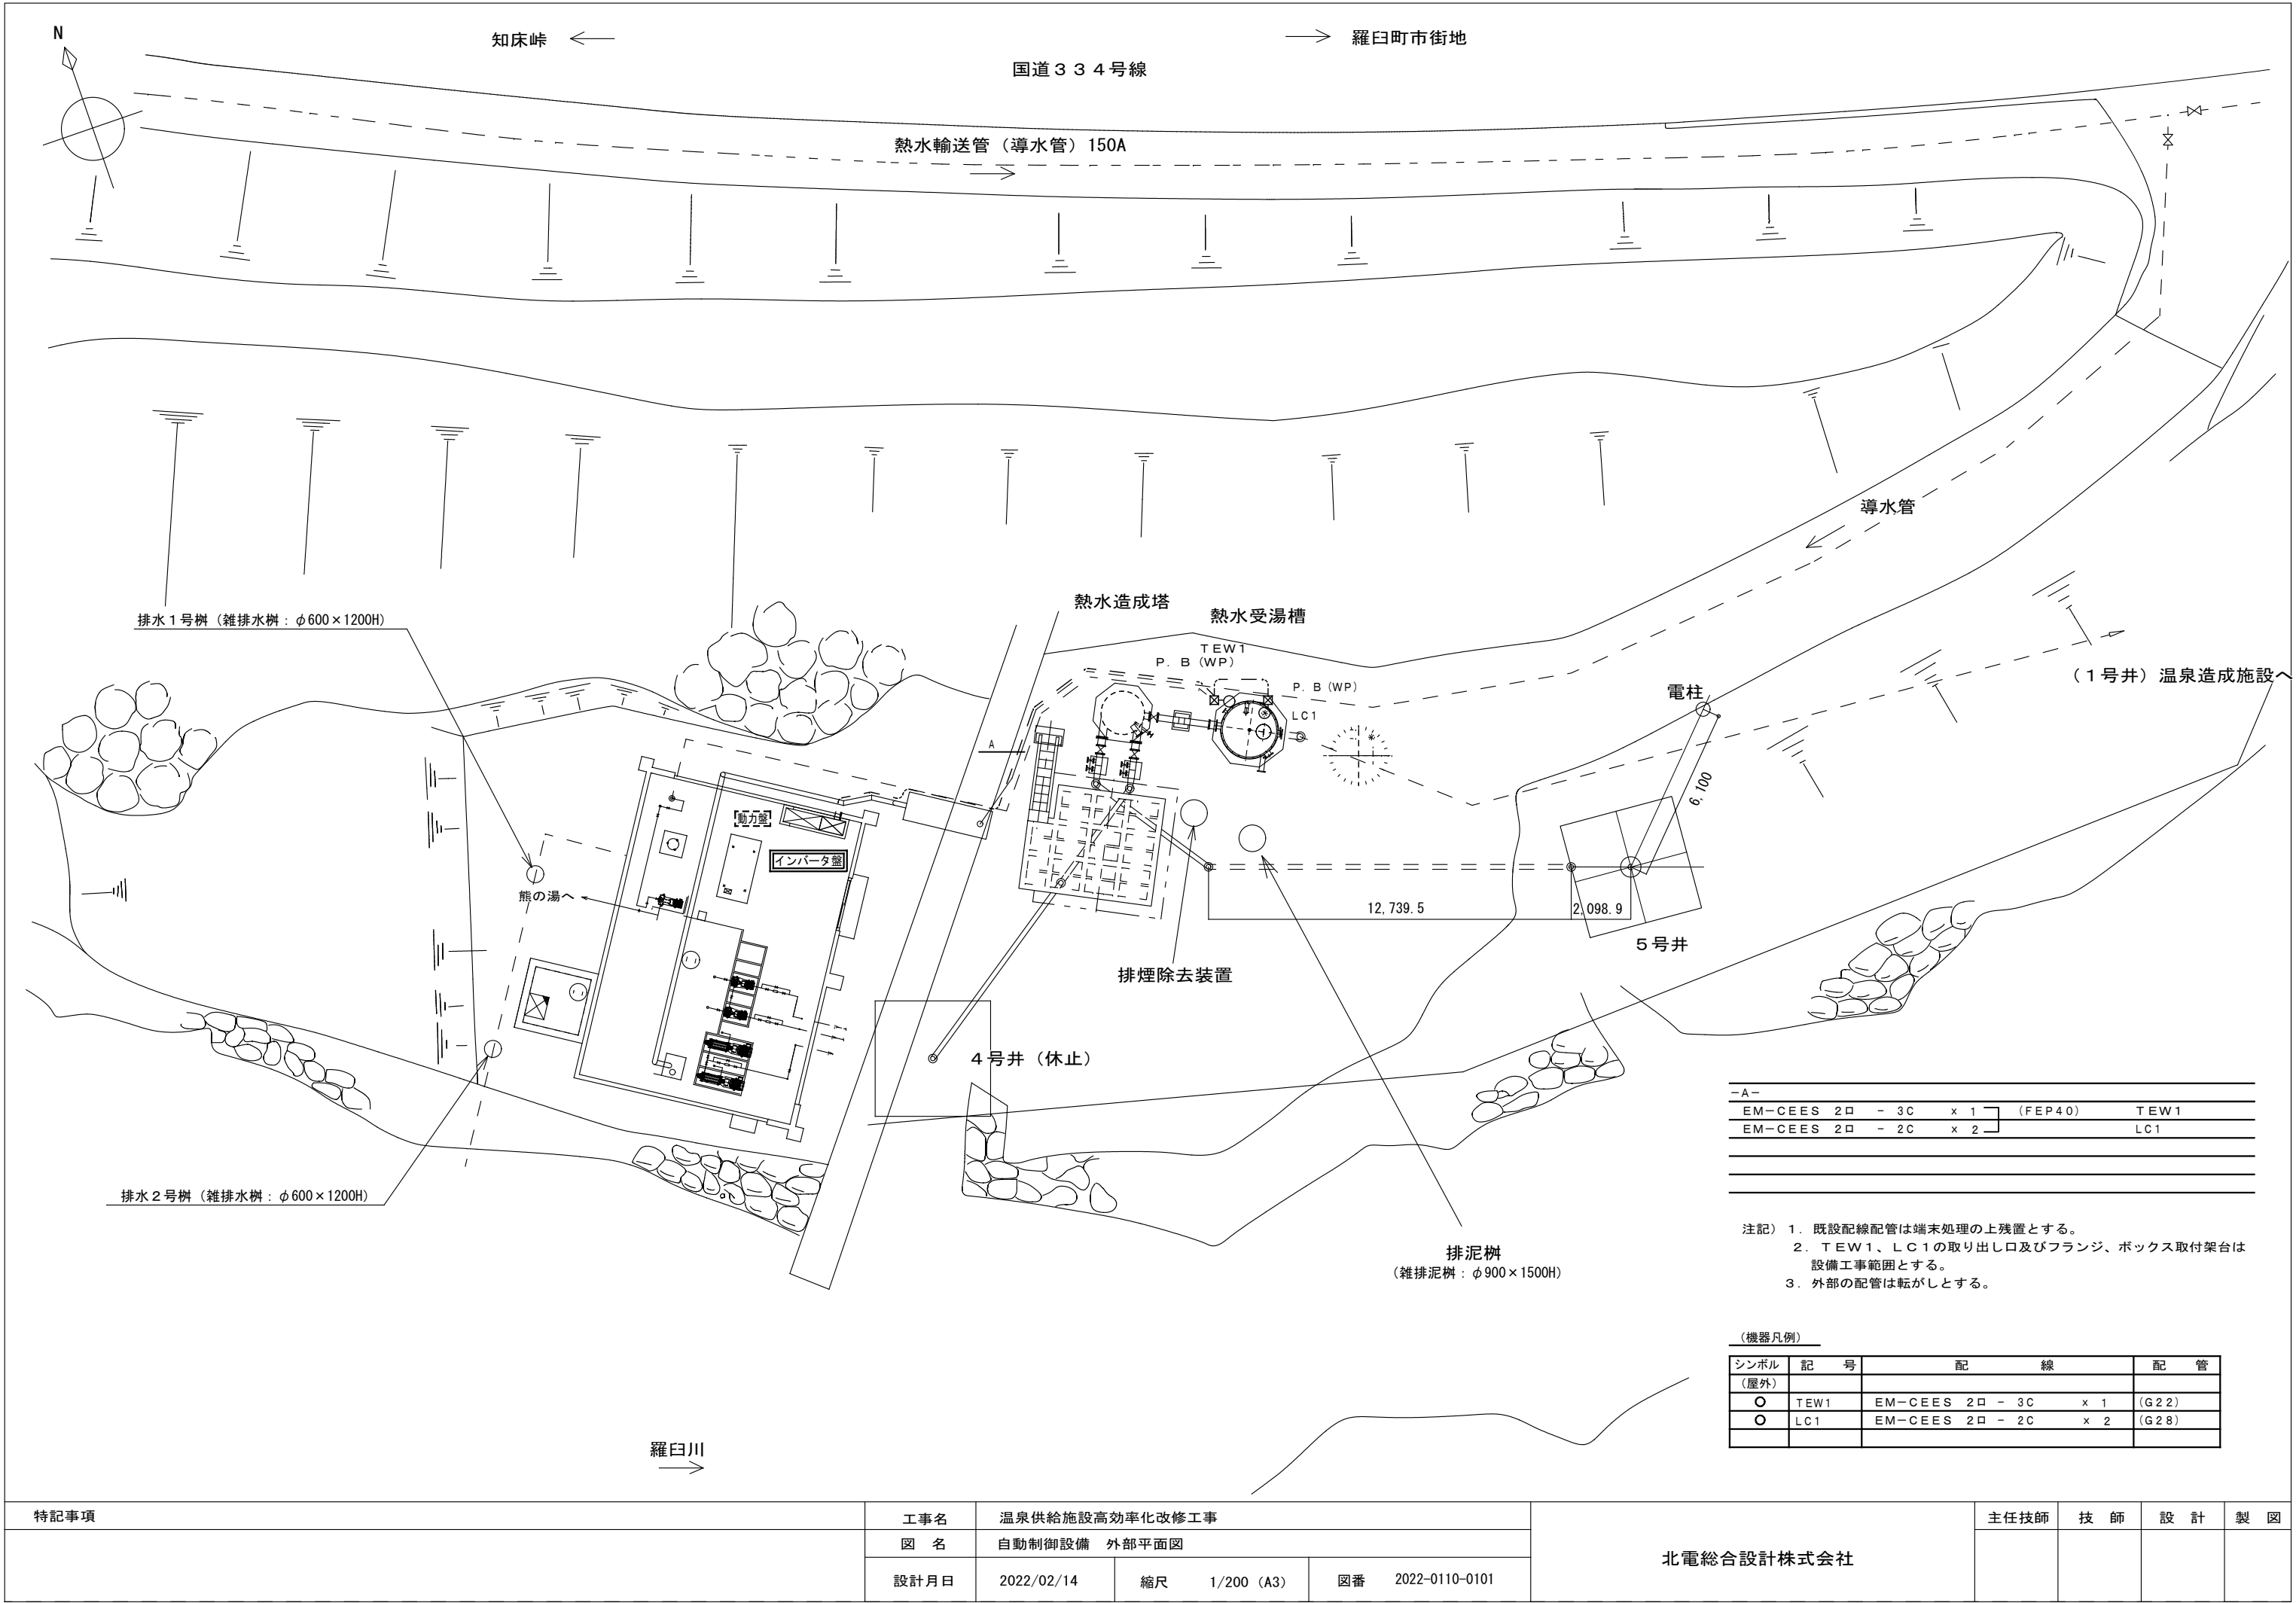 N
知床峠
羅臼町市街地
国道３３４号線
熱水輸送管（導水管）150A
導水管
熱水造成塔
熱水受湯槽
排水１号桝（雑排水桝：φ600×1200H）
TEW1
P. B (WP)
P. B (WP)
LC1
（１号井）温泉造成施設へ
電柱
A
6,100
動力盤
インバータ盤
熊の湯へ
12,739.5
2,098.9
５号井
排煙除去装置
４号井（休止）
－A－
EM－CEES 2□ － 3C x 1 (FEP40) TEW1
EM－CEES 2□ － 2C x 2 LC1
排水２号桝（雑排水桝：φ600×1200H）
注記） １. 既設配線配管は端末処理の上残置とする。
２. ＴＥＷ１、ＬＣ１の取り出し口及びフランジ、ボックス取付架台は
設備工事範囲とする。
３. 外部の配管は転がしとする。
排泥桝
（雑排泥桝：φ900×1500H）
（機器凡例）
シンボル 記 号 配 線 配 管
（屋外）
TEW1 EM－CEES 2□ － 3C x 1 (G22)
LC1 EM－CEES 2□ － 2C x 2 (G28)
羅臼川
特記事項
工事名 温泉供給施設高効率化改修工事
図 名 自動制御設備 外部平面図
設計月日 2022/02/14 縮尺 1/200（A3） 図番 2022-0110-0101
北電総合設計株式会社
主任技師 技 師 設 計 製 図